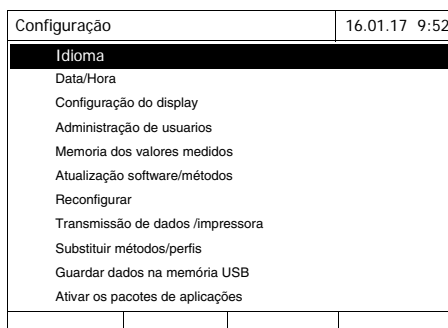 Configuração 16.01.17 9:52
Idioma
Data/Hora
Configuração do display
Administração de usuarios
Memoria dos valores medidos
Atualização software/métodos
Reconfigurar
Transmissão de dados /impressora
Substituir métodos/perfis
Guardar dados na memória USB
Ativar os pacotes de aplicações